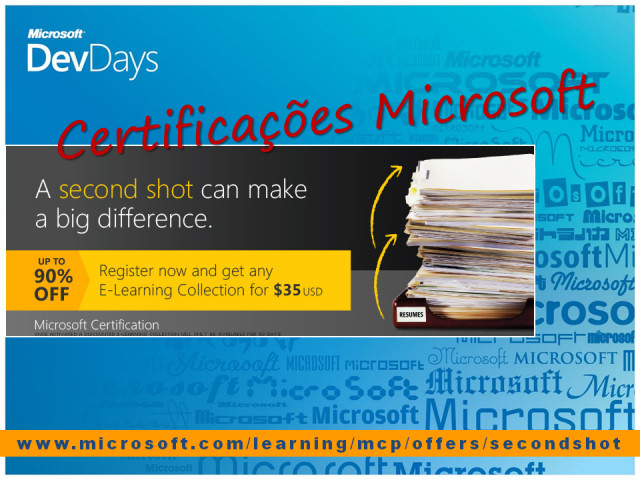 Microsoft
DevDays
Certificações Microsoft
A second shot can make
a big difference.
UP TO
90%
OFF
Register now and get any
E-Learning Collection for $35 USD
RESUMES
Microsoft Certification
www.microsoft.com/learning/mcp/offers/secondshot